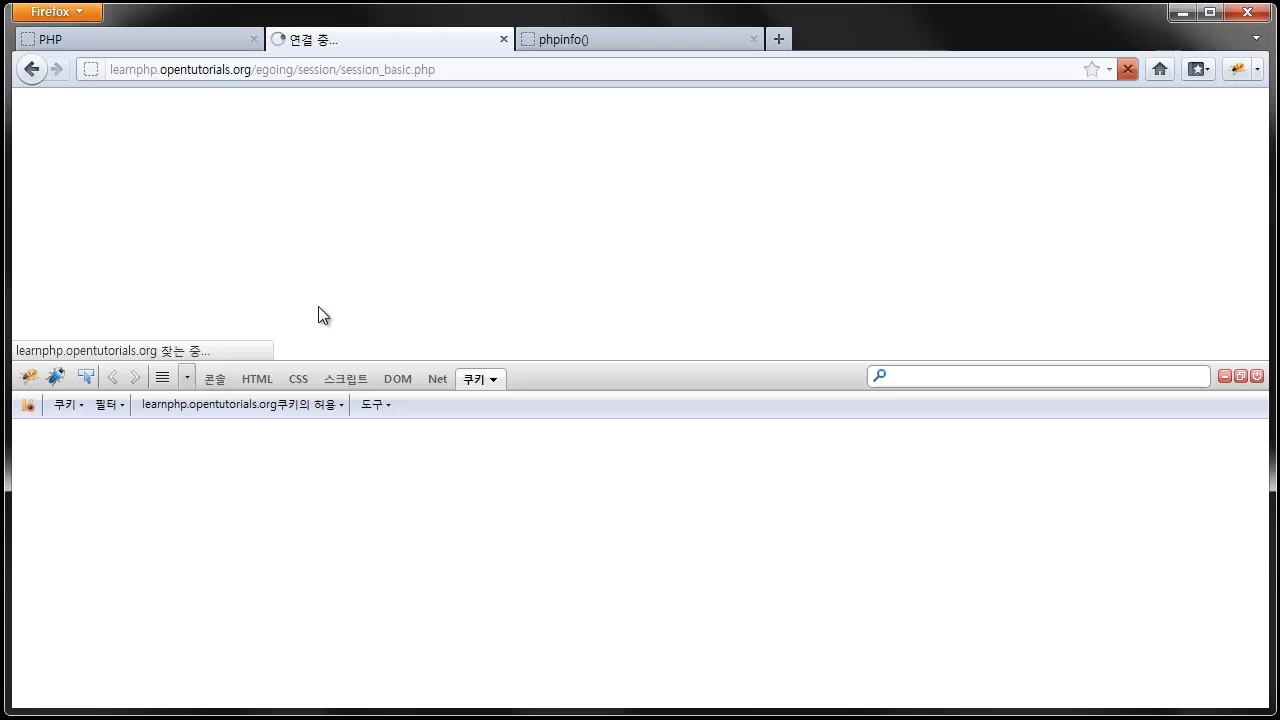 Firefox
PHP
연결 중...
phpinfo()
learnphp.opentutorials.org/egoing/session/session_basic.php
learnphp.opentutorials.org 찾는 중...
콘솔 HTML CSS 스크립트 DOM Net 쿠키
쿠키 필터 learnphp.opentutorials.org쿠키의 허용 도구